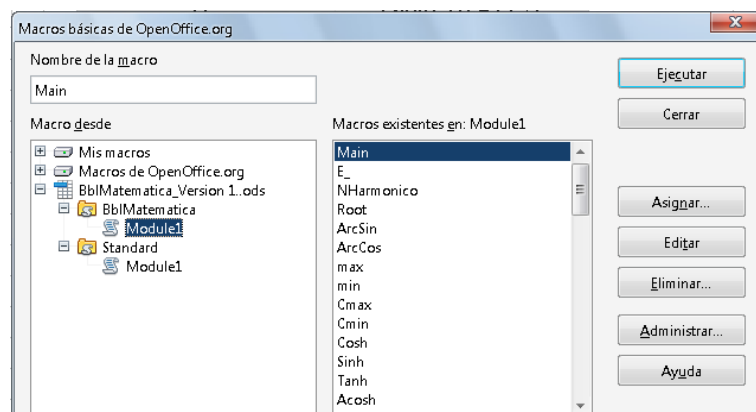 Macros básicas de OpenOffice.org
Nombre de la macro
Main
Macro desde
Mis macros
Macros de OpenOffice.org
BblMatematica_Version 1..ods
BblMatematica
Module1
Standard
Module1
Macros existentes en: Module1
Main
E_
NHarmonico
Root
ArcSin
ArcCos
max
min
Cmax
Cmin
Cosh
Sinh
Tanh
Acosh
Ejecutar
Cerrar
Asignar...
Editar
Eliminar...
Administrar...
Ayuda